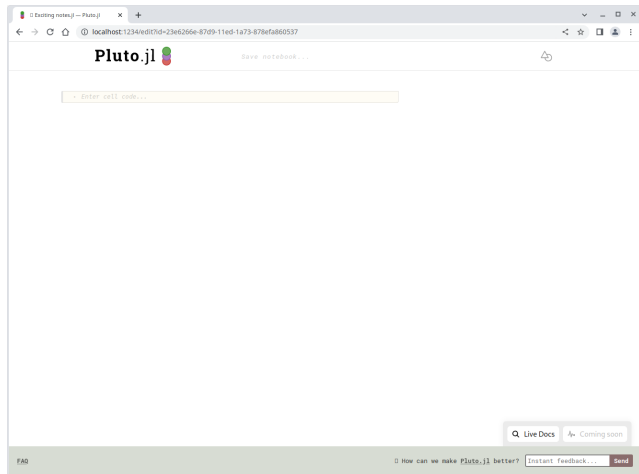 Exciting notes.jl — Pluto.jl
localhost:1234/edit?id=23e6266e-87d9-11ed-1a73-878efa860537
Pluto.jl
Save notebook...
Enter cell code...
Live Docs
Coming soon
FAQ
How can we make Pluto.jl better?
Instant feedback...
Send